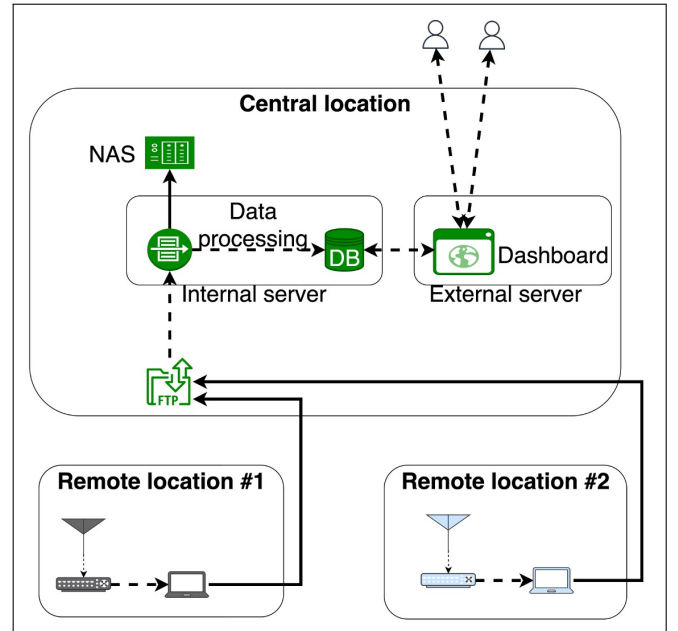 Central location
NAS
Data
processing
DB
Dashboard
Internal server
External server
FTP
Remote location #1
Remote location #2